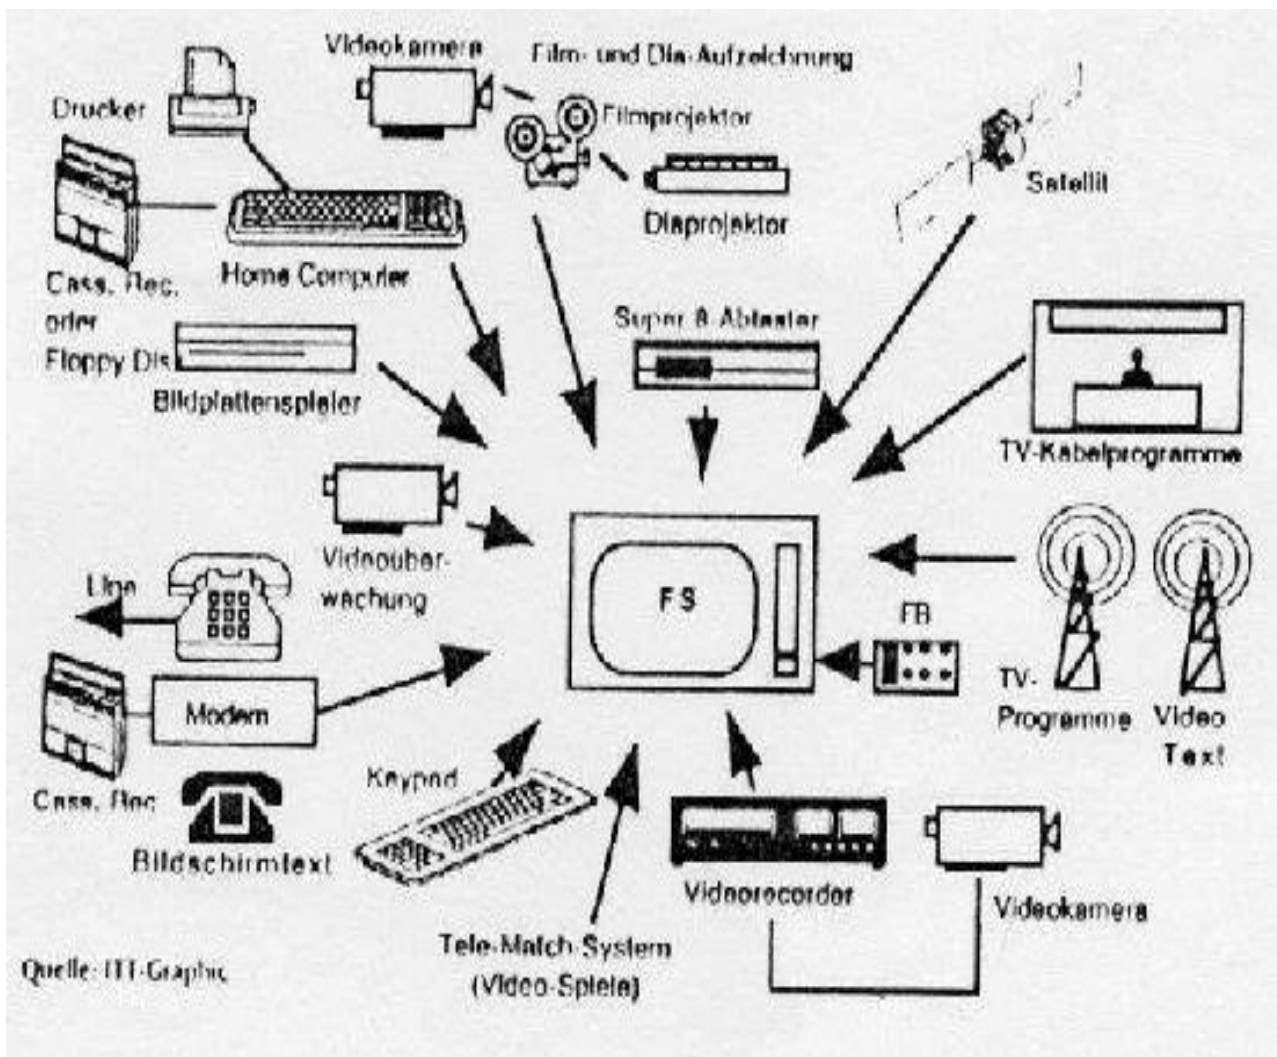 Videokamera
Film- und Dia-Aufzeichnung
Drucker
Filmprojektor
Satellit
Diaprojektor
Home Computer
Cass. Rec.
oder
Floppy Dis
Super 8 Abtaster
Bildplattenspieler
TV-Kabelprogramme
Videouber-
wachung
Line
FS
FB
TV-
Programme
Video
Text
Modem
Keypad
Cass. Rec
Bildschirmtext
Videorecorder
Videokamera
Tele-Match-System
(Video-Spiele)
Quelle: ITT-Graphic